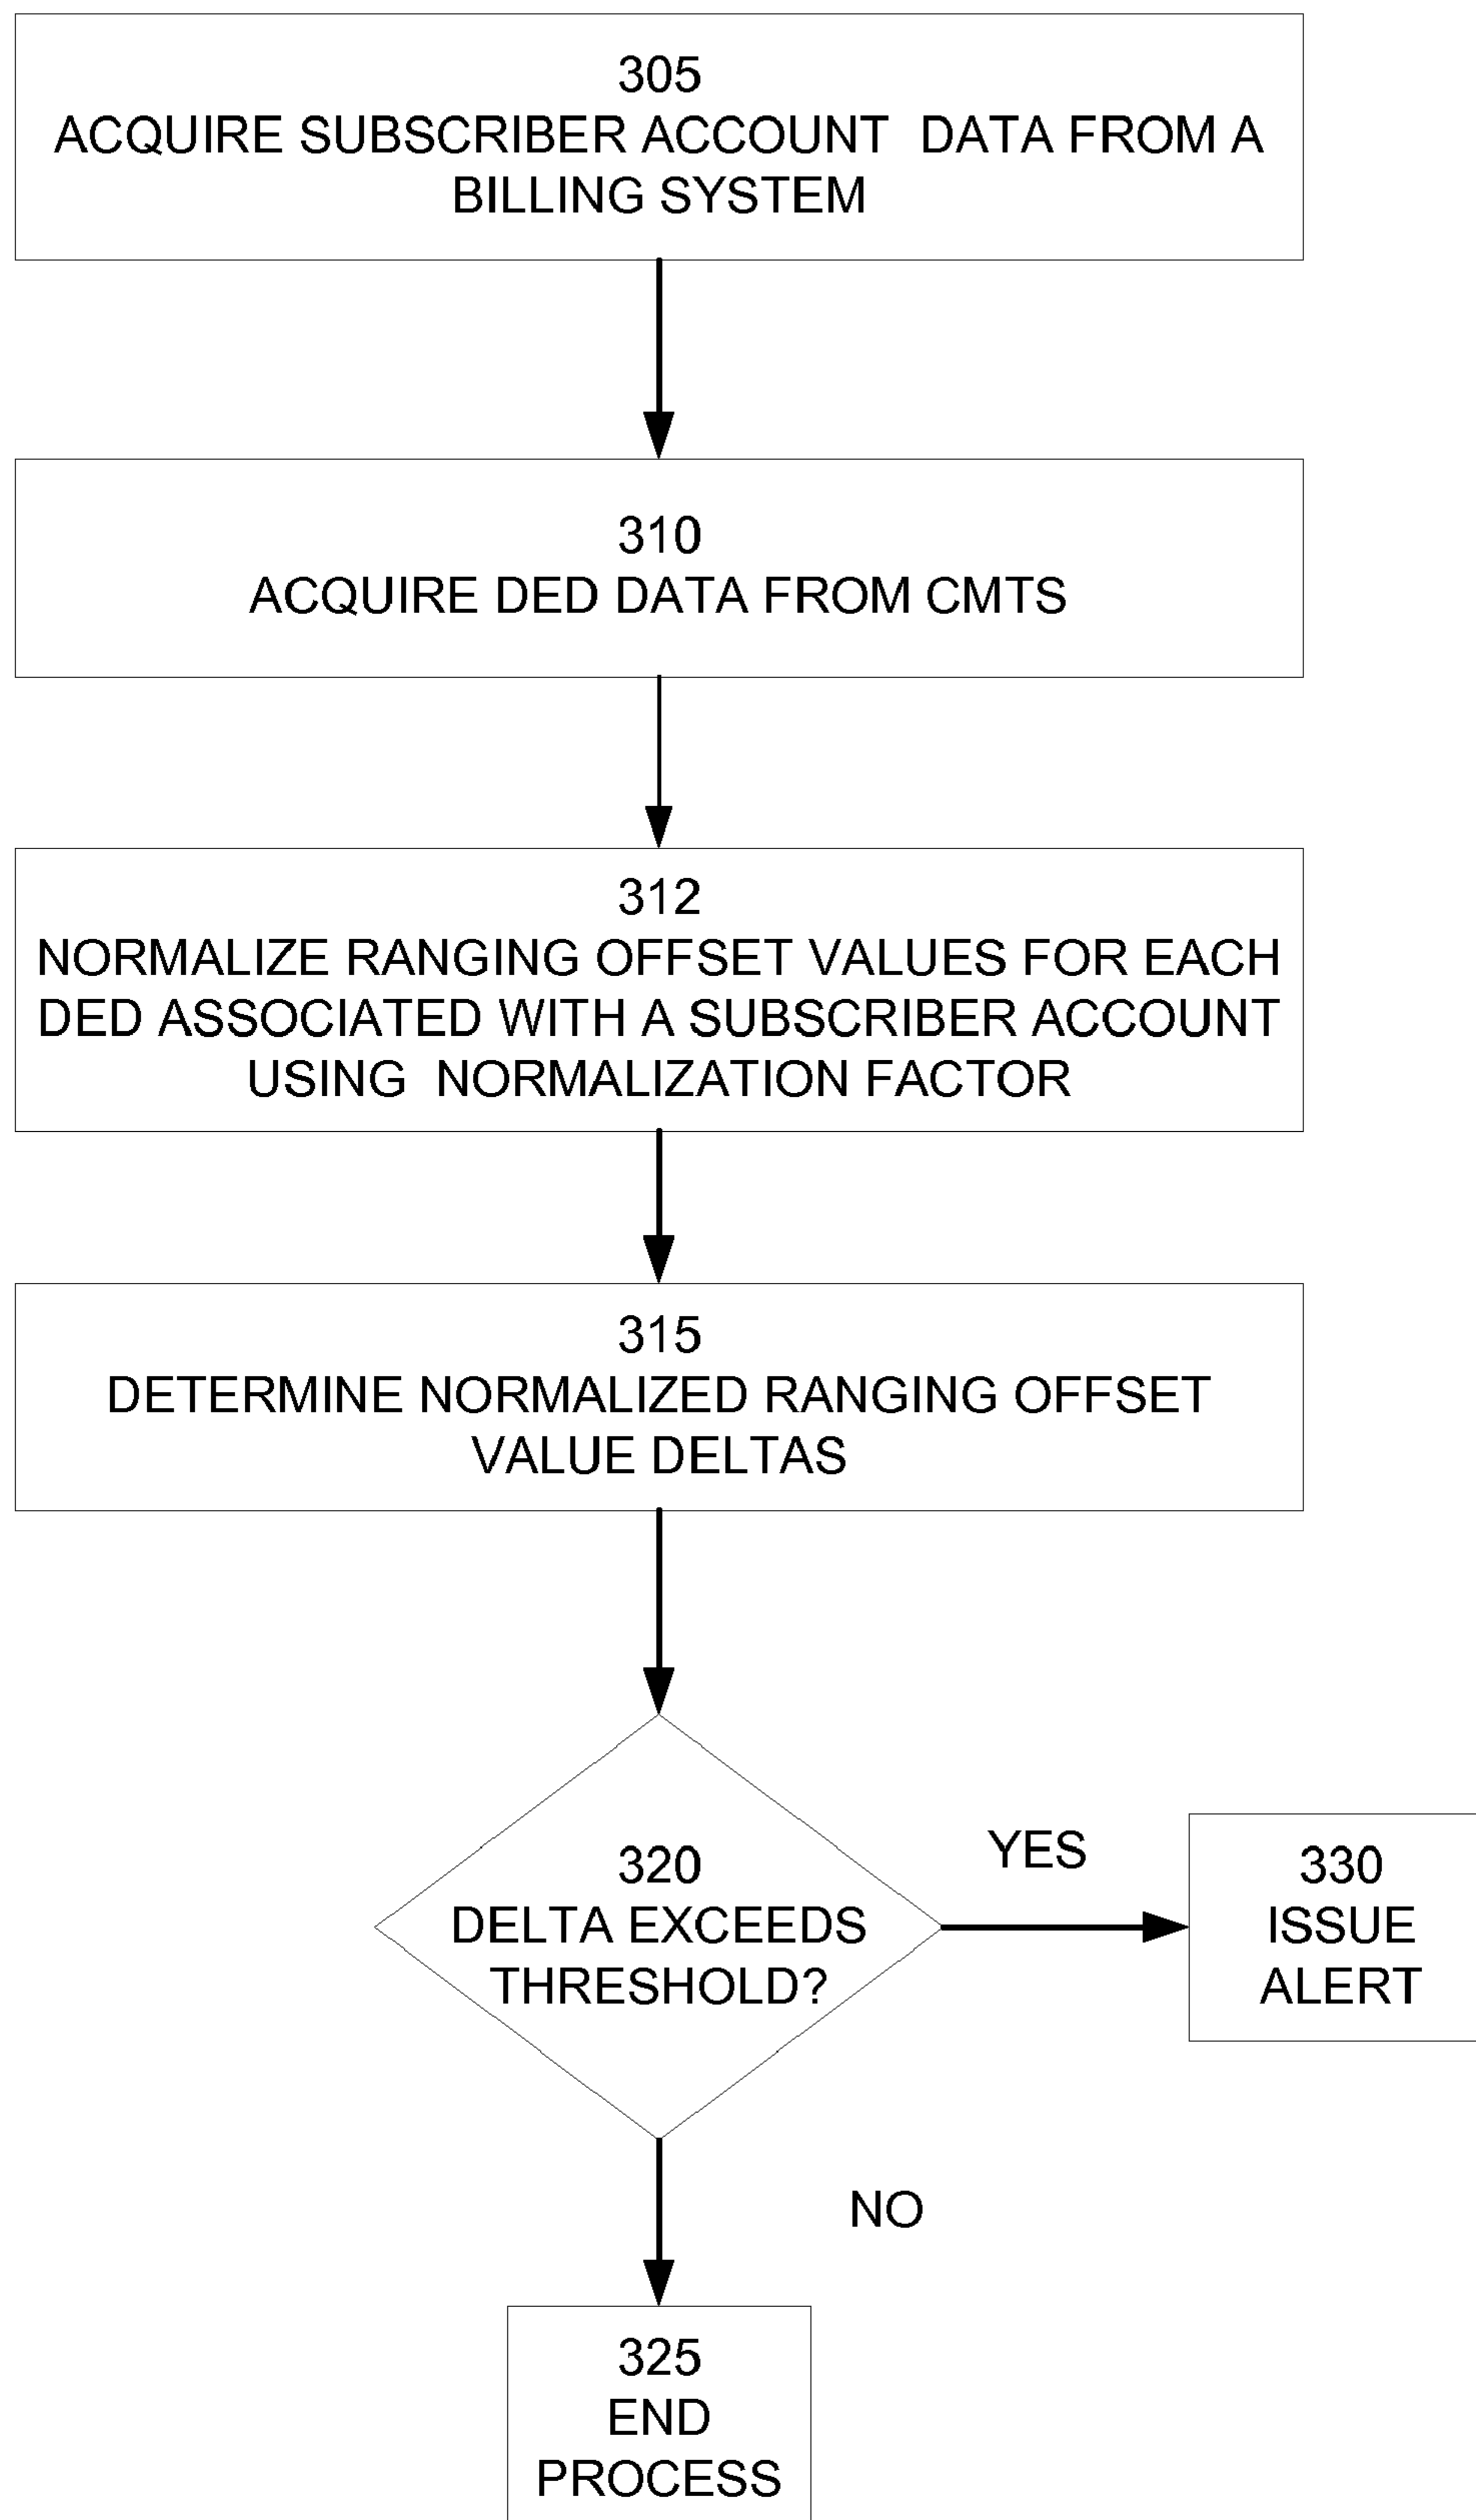 305
ACQUIRE SUBSCRIBER ACCOUNT DATA FROM A
BILLING SYSTEM
310
ACQUIRE DED DATA FROM CMTS
312
NORMALIZE RANGING OFFSET VALUES FOR EACH
DED ASSOCIATED WITH A SUBSCRIBER ACCOUNT
USING NORMALIZATION FACTOR
315
DETERMINE NORMALIZED RANGING OFFSET
VALUE DELTAS
320
DELTA EXCEEDS
THRESHOLD?
YES
330
ISSUE
ALERT
NO
325
END
PROCESS